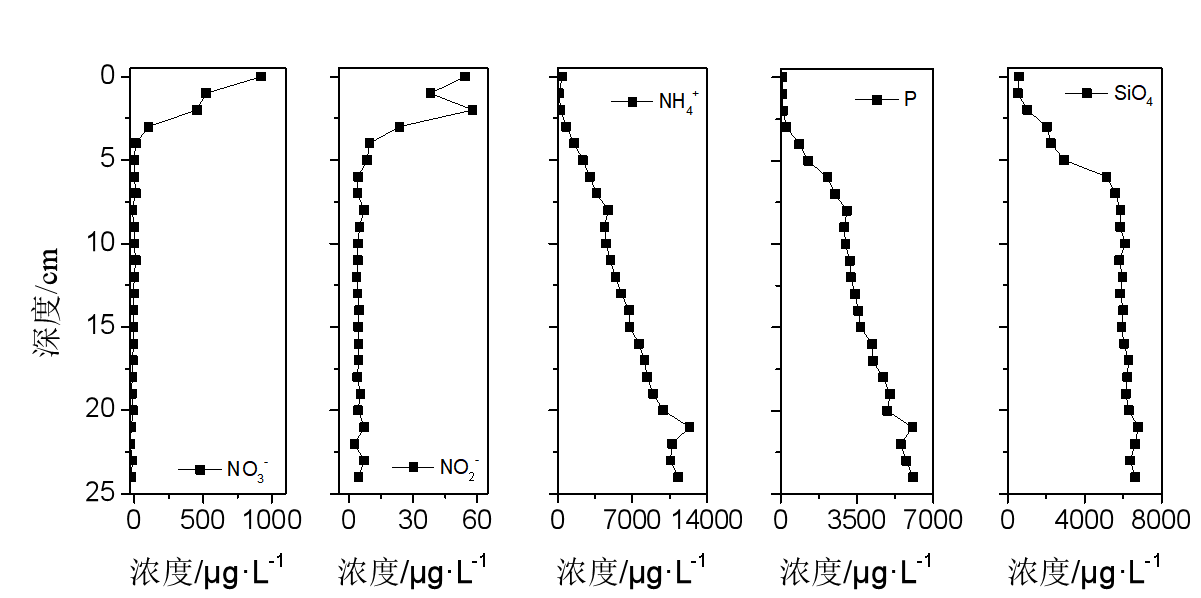 深度/cm
0
5
10
15
20
25
NO₃⁻
NO₂⁻
NH₄⁺
P
SiO₄
0 500 1000
0 30 60
0 7000 14000
0 3500 7000
0 4000 8000
浓度/µg·L⁻¹
浓度/µg·L⁻¹
浓度/µg·L⁻¹
浓度/µg·L⁻¹
浓度/µg·L⁻¹